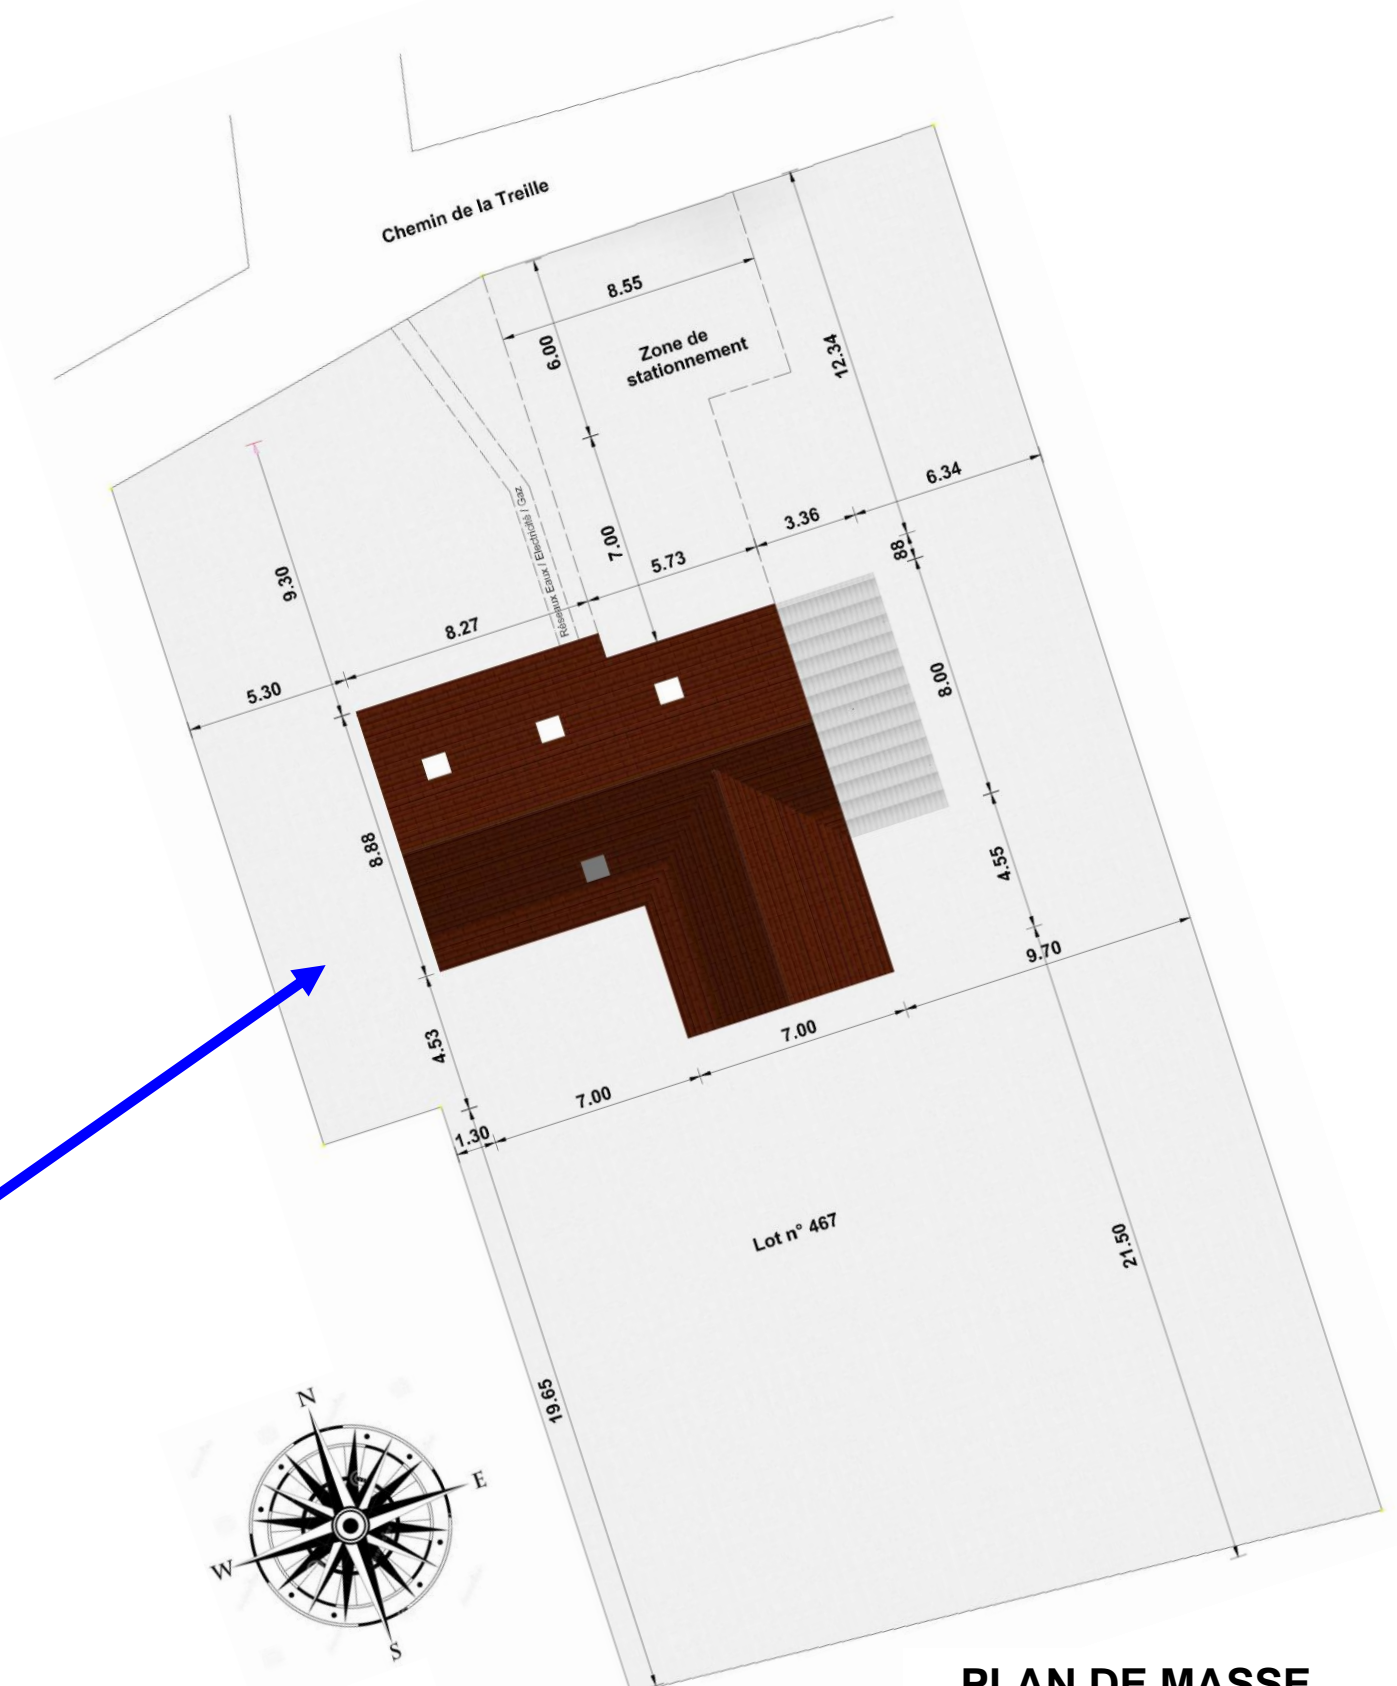 Chemin de la Treille
8.55
6.00
Zone de
stationnement
12.34
6.34
3.36
88
7.00
5.73
Réseaux Eaux / Electricité / Gaz
9.30
8.27
5.30
8.00
8.88
4.55
9.70
4.53
7.00
7.00
1.30
Lot n° 467
21.50
19.65
N
E
W
S
PLAN DE MASSE